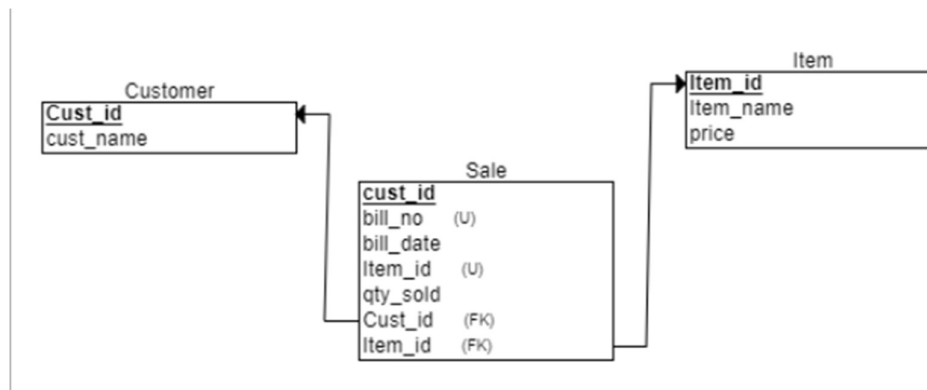 Customer
Cust_id
cust_name
Item
Item_id
Item_name
price
Sale
cust_id
bill_no (U)
bill_date
Item_id (U)
qty_sold
Cust_id (FK)
Item_id (FK)